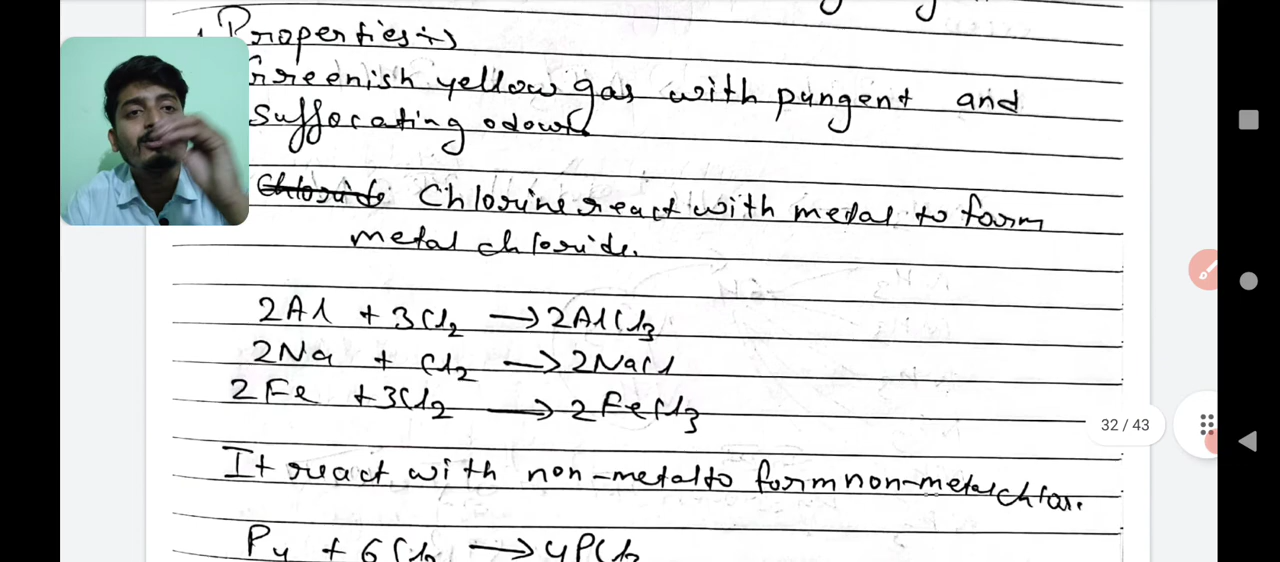 Properties:-)
Greenish yellow gas with pungent and
suffocating odour
Chloride Chlorine react with metal to form
metal chloride.
2Al + 3Cl2 → 2AlCl3
2Na + Cl2 → 2NaCl
2Fe + 3Cl2 → 2FeCl3
32 / 43
It react with non-metal to form non-metal chlor.
P4 + 6Cl2 → 4PCl3